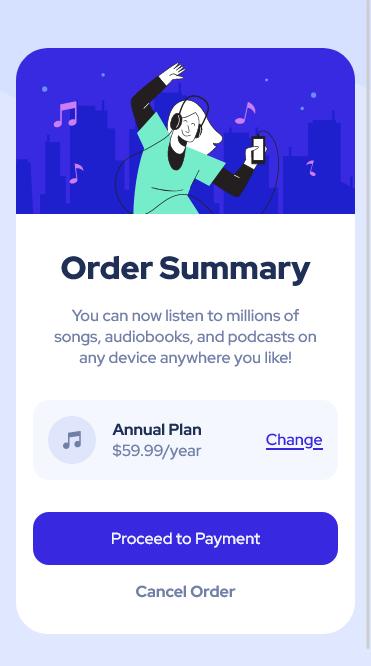 Order Summary
You can now listen to millions of
songs, audiobooks, and podcasts on
any device anywhere you like!
Annual Plan
$59.99/year
Change
Proceed to Payment
Cancel Order